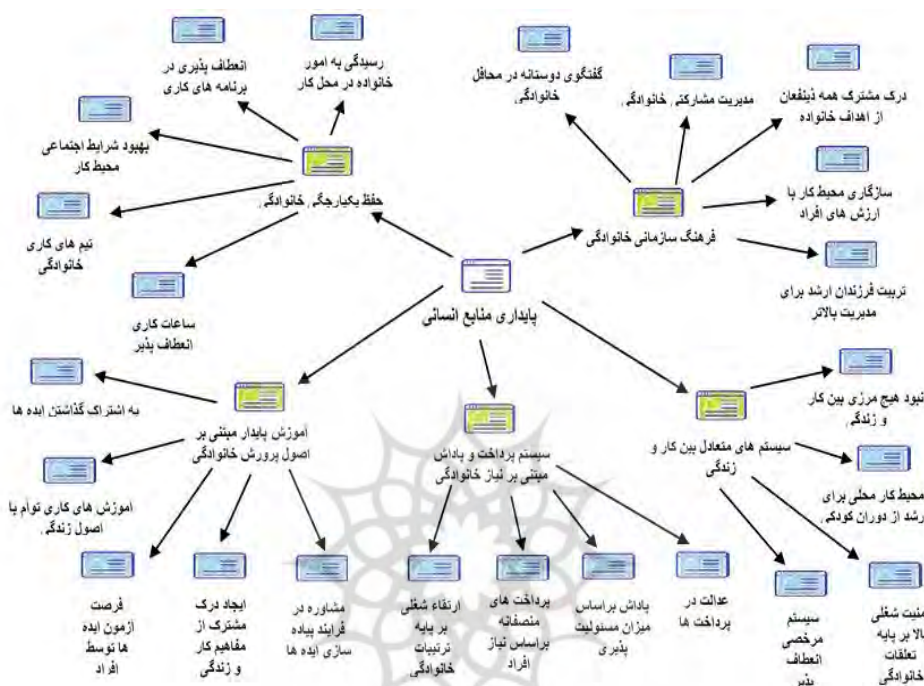 رسیدگی به امور
خانواده در محل کار
انعطاف پذیری در
برنامه های کاری
بهبود شرایط اجتماعی
محیط کار
تیم های کاری
خانوادگی
ساعات کاری
انعطاف پذیر
حفظ یکپارچگی خانوادگی
گفتگوی دوستانه در محافل
خانوادگی
مدیریت مشارکتی خانوادگی
درک مشترک همه ذینفعان
از اهداف خانواده
سازگاری محیط کار با
ارزش های افراد
تربیت فرزندان ارشد برای
مدیریت بالاتر
فرهنگ سازمانی خانوادگی
پایداری منابع انسانی
نبود هیچ مرزی بین کار
و زندگی
محیط کار محلی برای
رشد از دوران کودکی
سیستم های متعادل بین کار و
زندگی
منیت شغلی
بالا بر پایه
تعلقات
خانوادگی
سیستم
مرخصی
انعطاف
پذیر
سیستم پرداخت و پاداش
مبتنی بر نیاز خانوادگی
عدالت در
پرداخت ها
پاداش براساس
میزان مسئولیت
پذیری
پرداخت های
منصفانه
براساس نیاز
افراد
ارتقاء شغلی
بر پایه
ترتیبات
خانوادگی
آموزش پایدار مبتنی بر
اصول پرورش خانوادگی
به اشتراک گذاشتن ایده ها
آموزش های کاری توأم با
اصول زندگی
فرصت
آزمون ایده
ها توسط
افراد
ایجاد درک
مشترک از
مفاهیم کار
و زندگی
مشاوره در
فرایند پیاده
سازی ایده ها